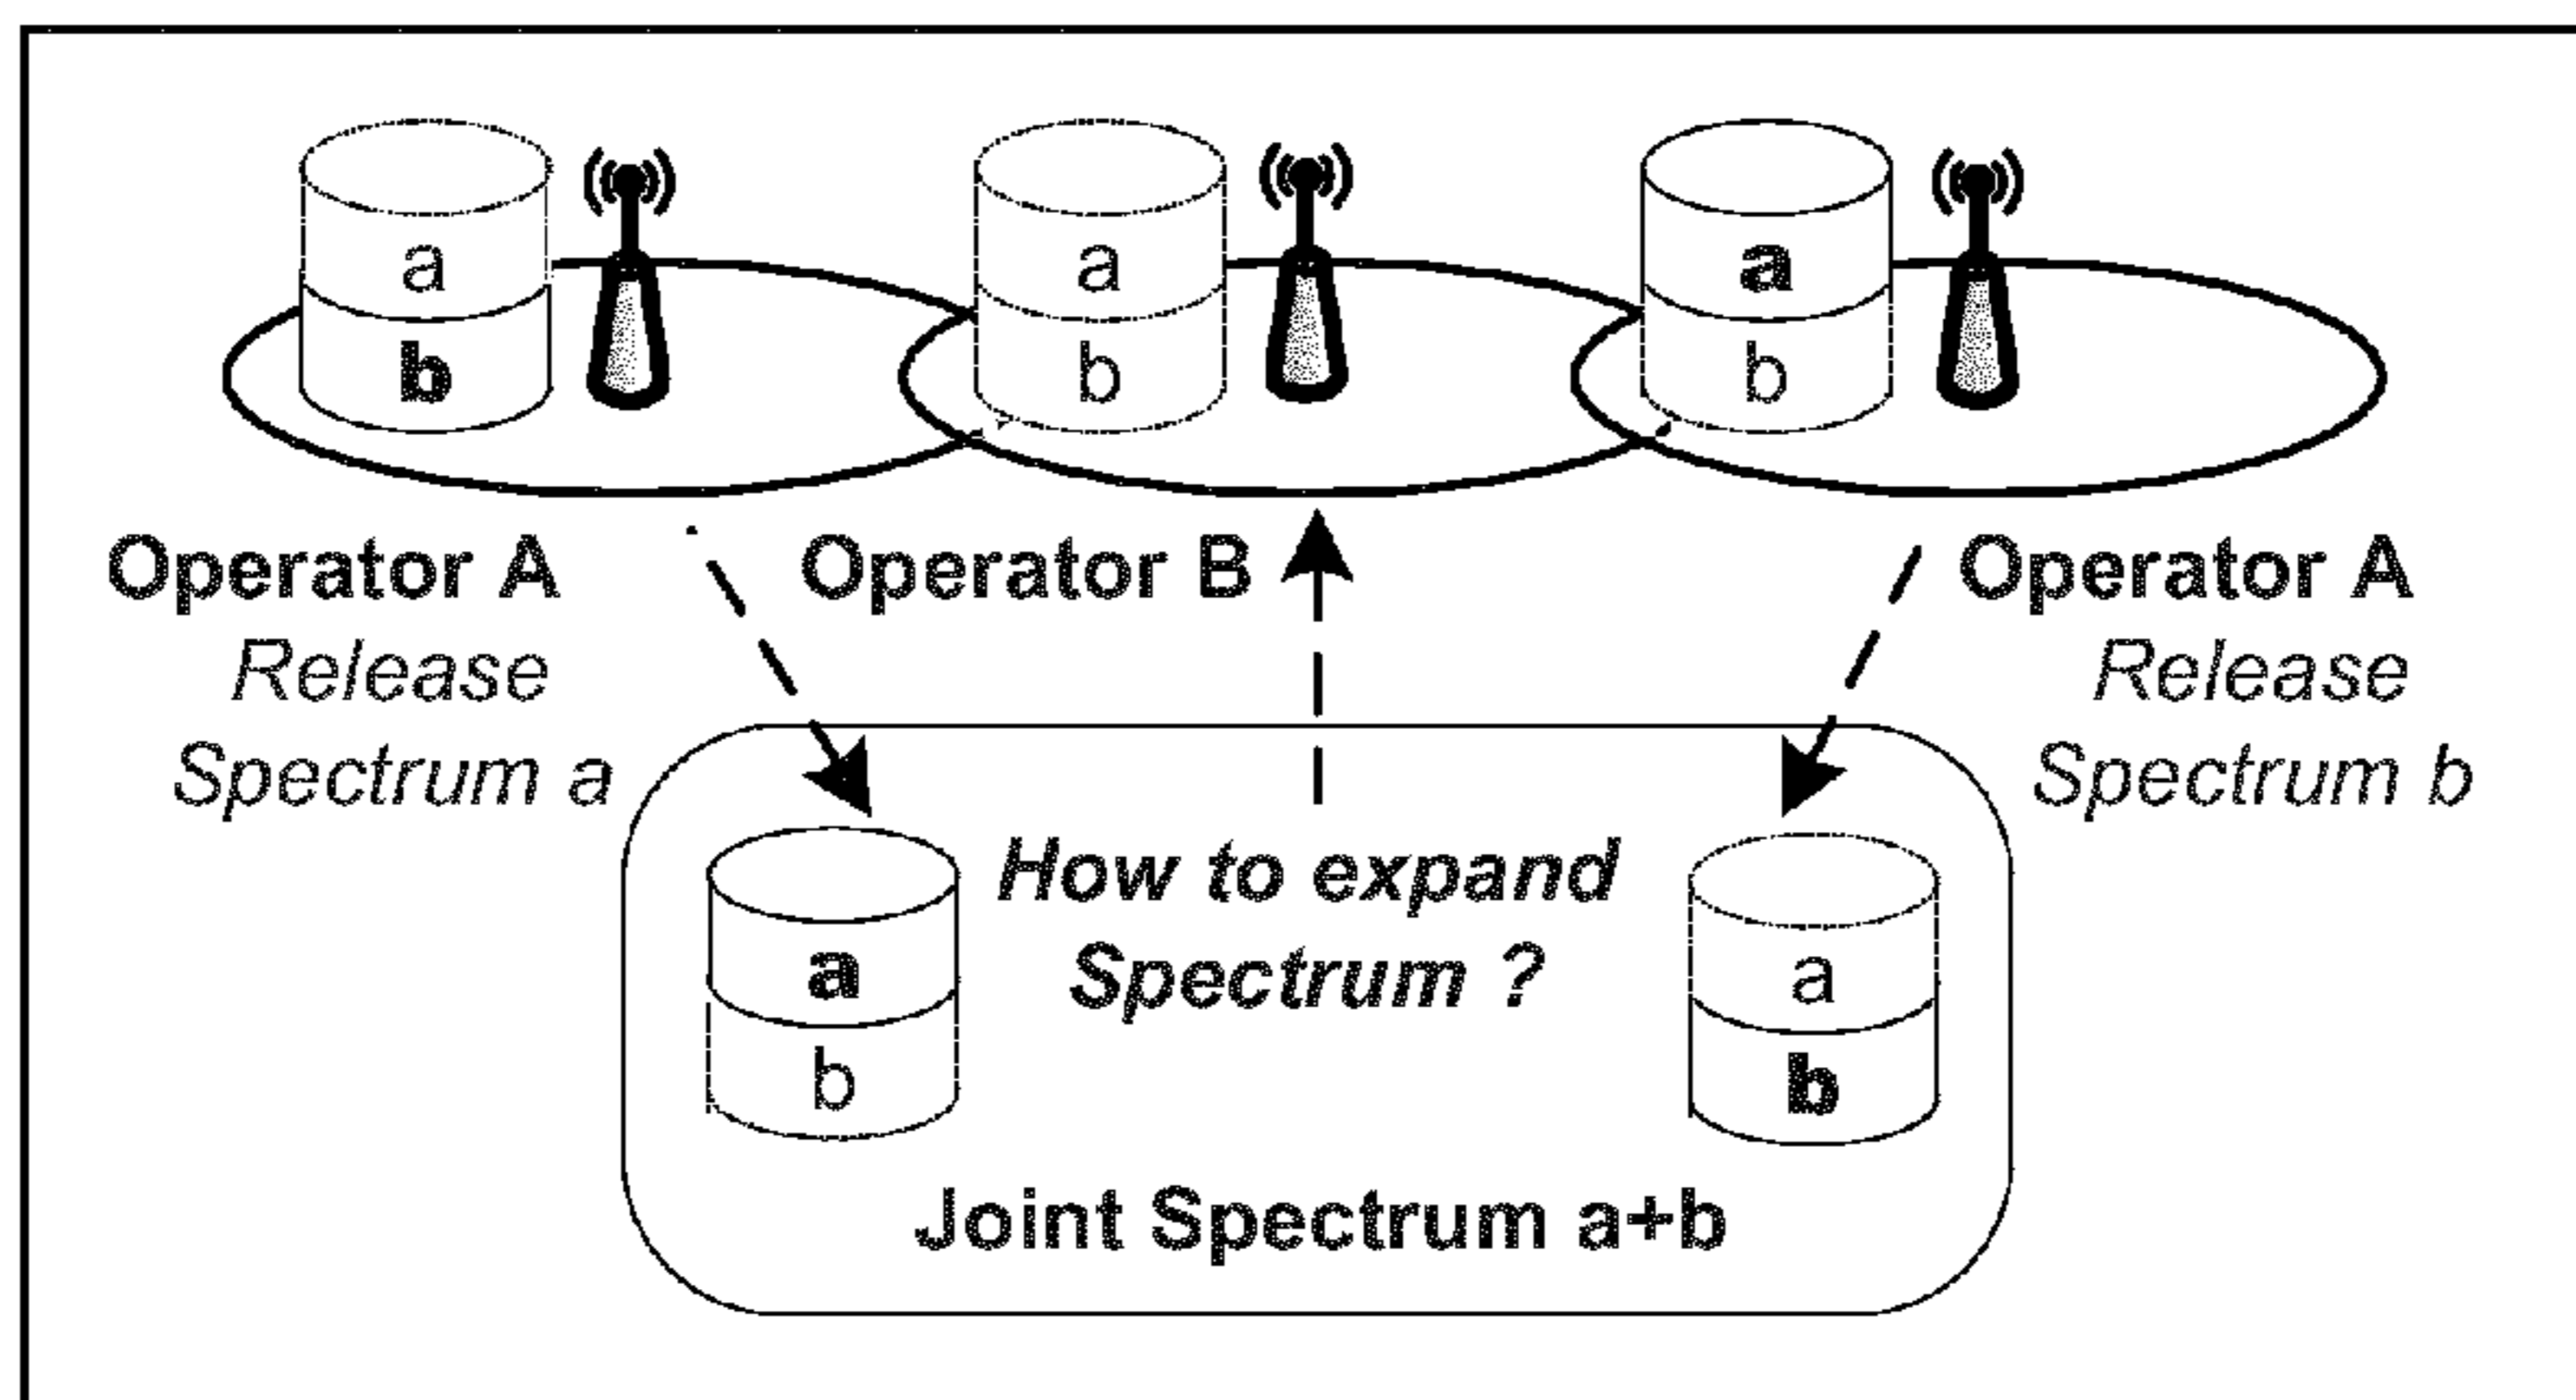 a
b
a
b
a
b
Operator A
Release
Spectrum a
Operator B
Operator A
Release
Spectrum b
a
b
How to expand
Spectrum ?
a
b
Joint Spectrum a+b